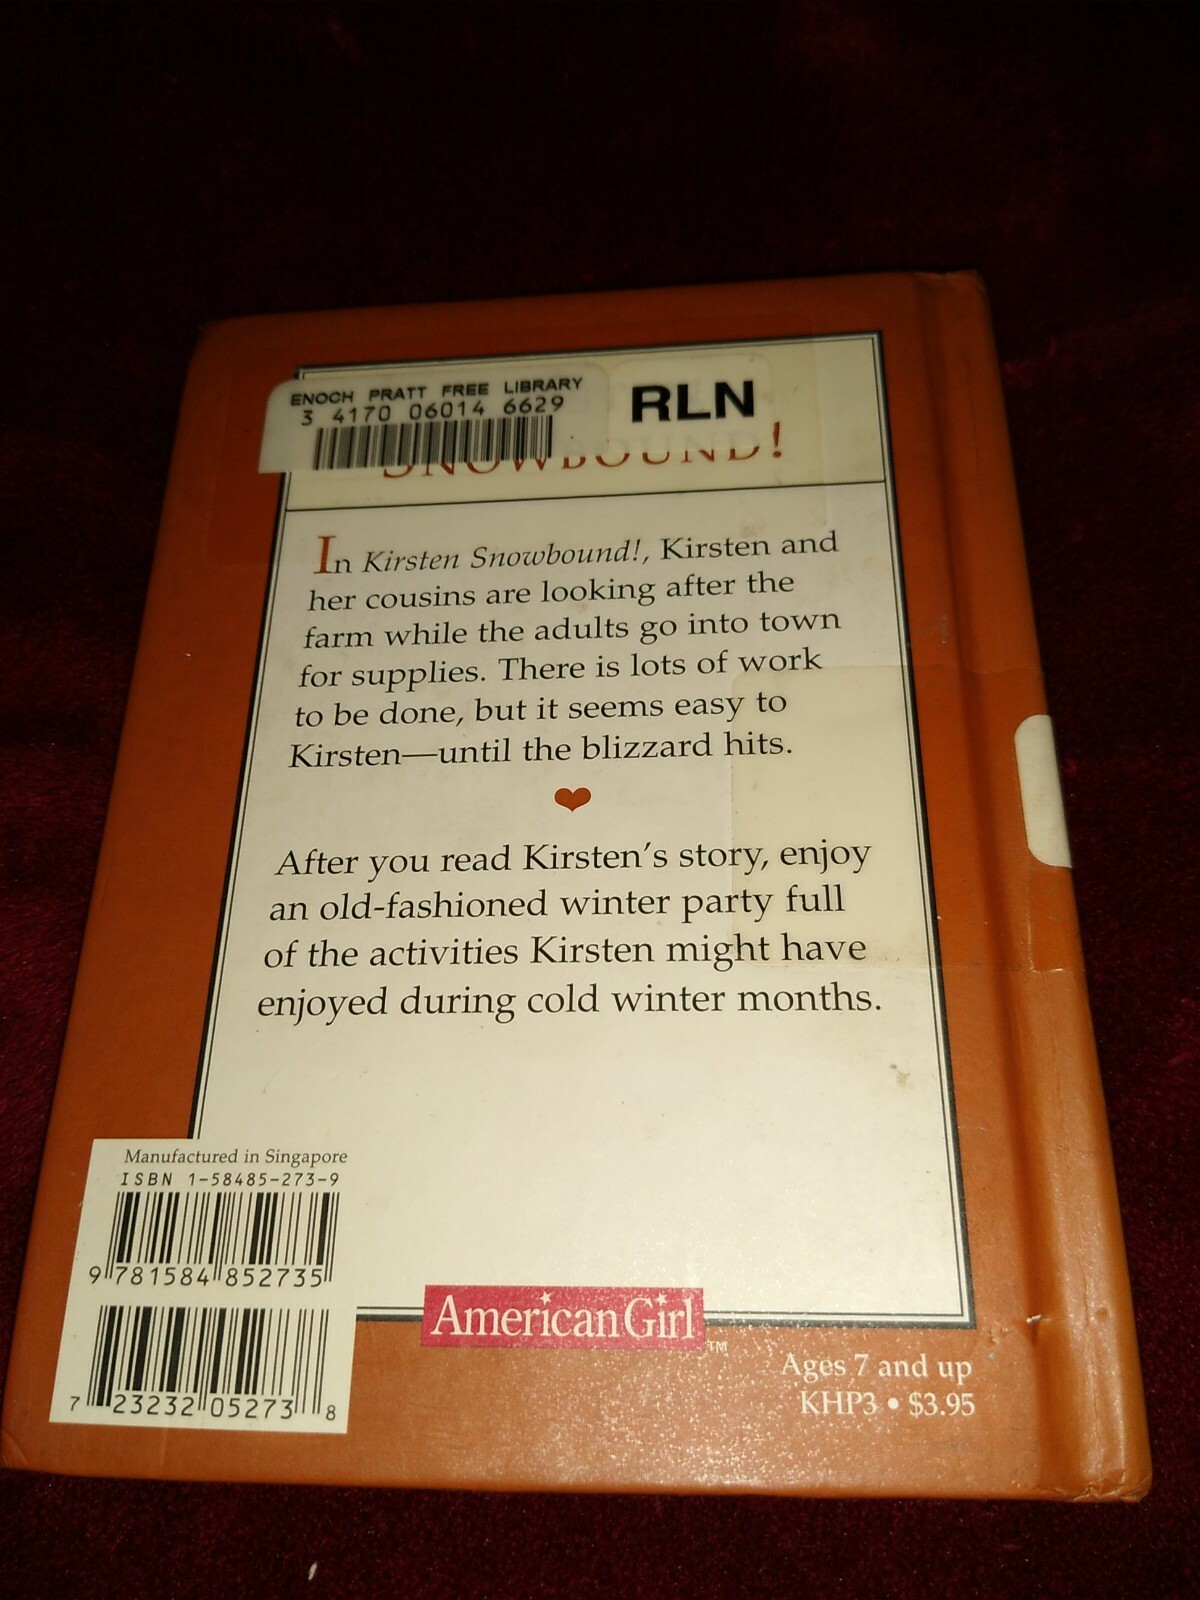 ENOCH PRATT FREE LIBRARY
3 4170 06014 6629
RLN
SNOWBOUND!
In Kirsten Snowbound!, Kirsten and
her cousins are looking after the
farm while the adults go into town
for supplies. There is lots of work
to be done, but it seems easy to
Kirsten—until the blizzard hits.
After you read Kirsten's story, enjoy
an old-fashioned winter party full
of the activities Kirsten might have
enjoyed during cold winter months.
Manufactured in Singapore
ISBN 1-58485-273-9
9 781584 852735
7 23232 05273 8
American Girl™
Ages 7 and up
KHP3 • $3.95